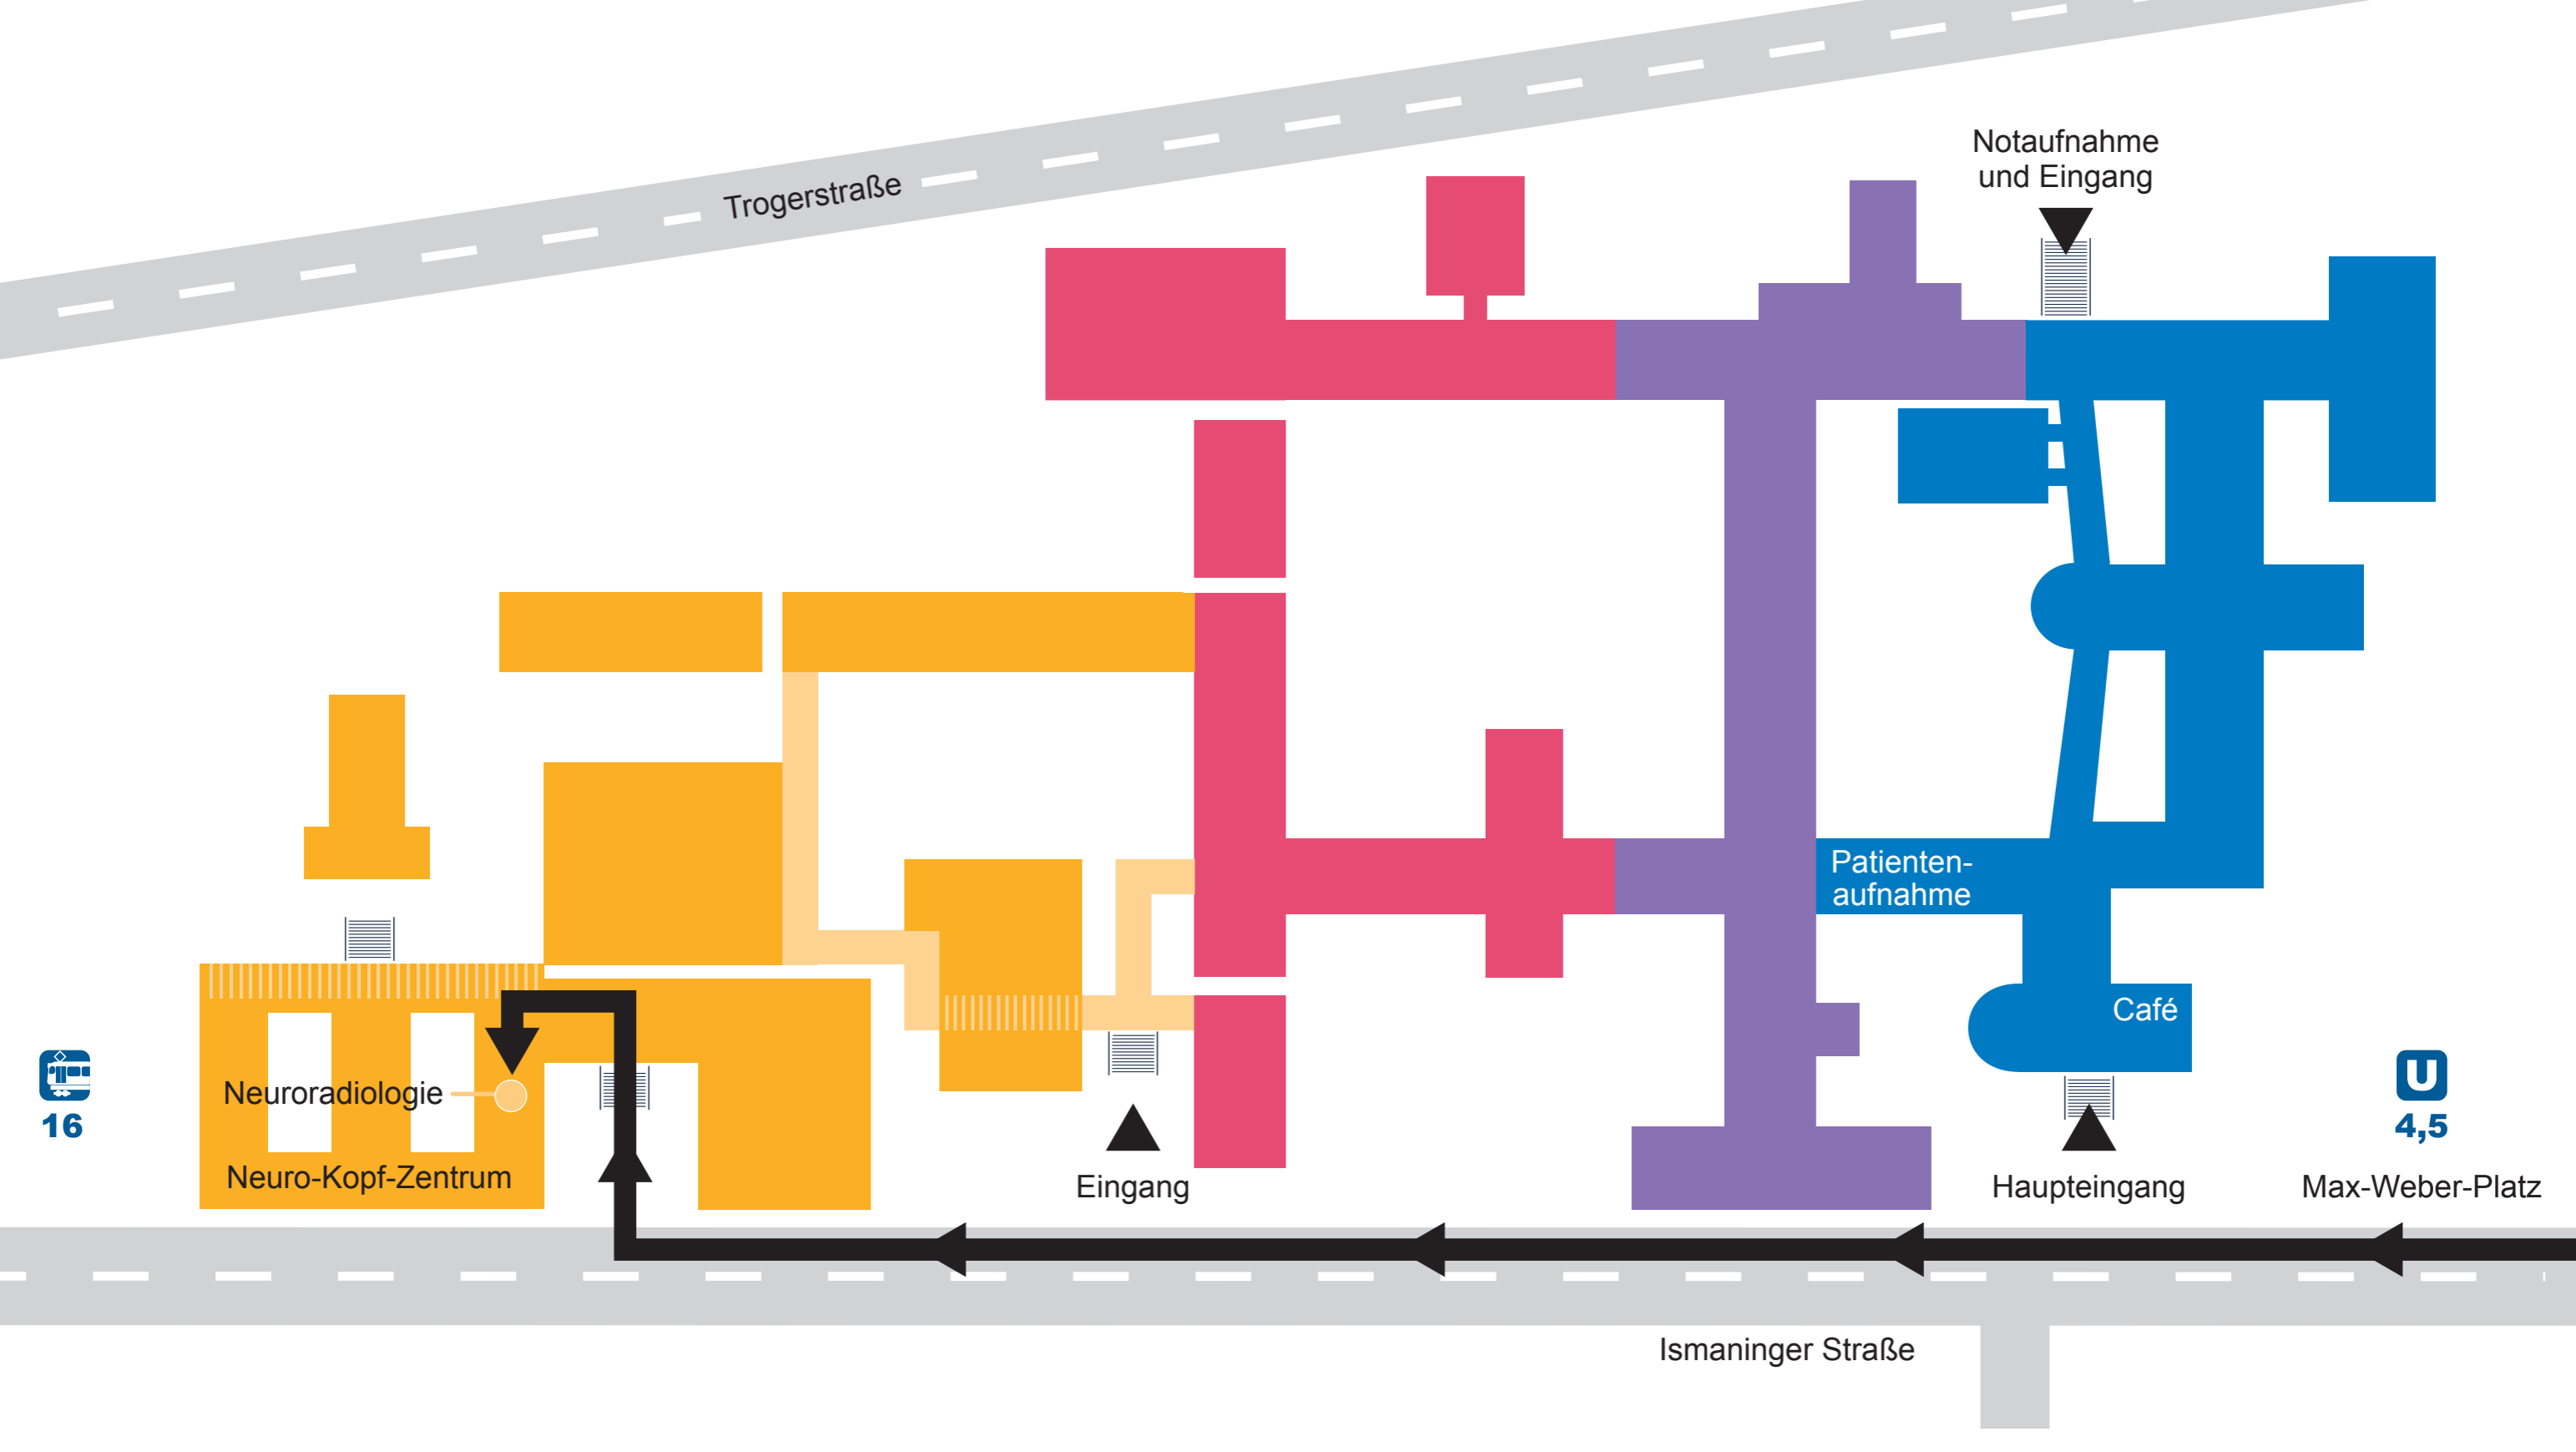 Notaufnahme
und Eingang
Trogerstraße
Patienten-
aufnahme
Café
Neuroradiologie
16
U
4,5
Neuro-Kopf-Zentrum
Eingang
Haupteingang
Max-Weber-Platz
Ismaninger Straße